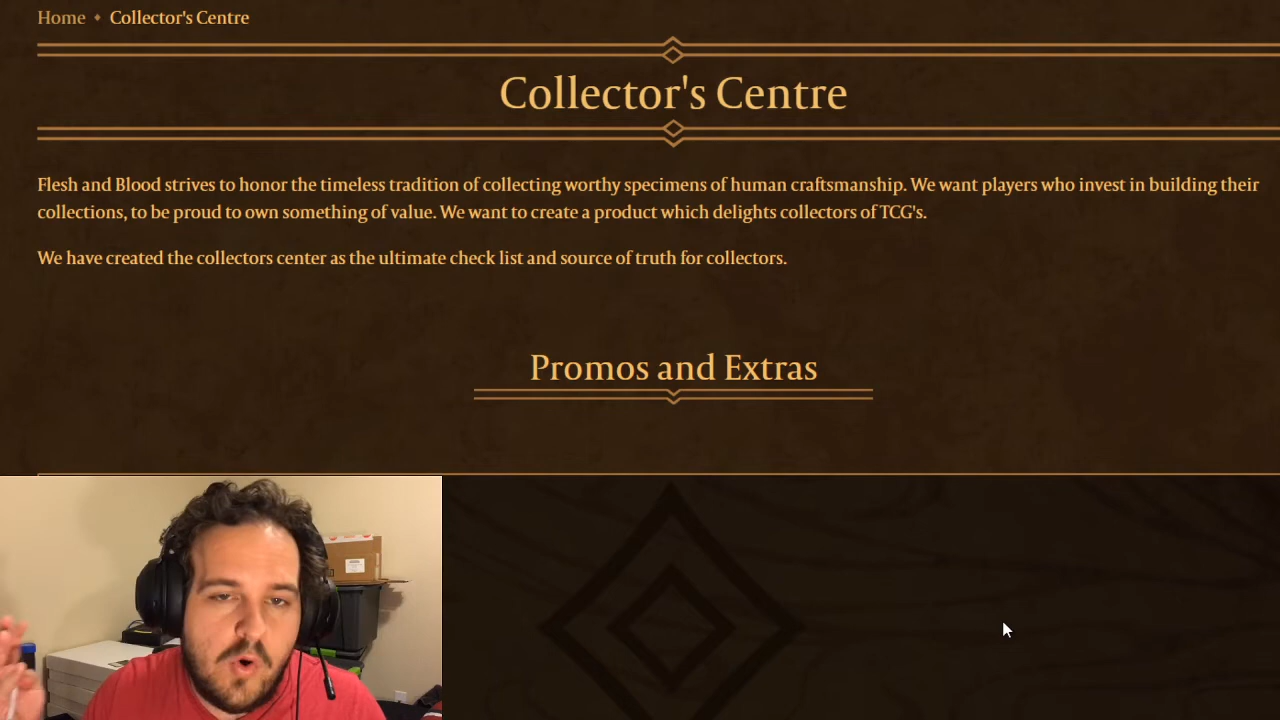 Home ♦ Collector's Centre
Collector's Centre
Flesh and Blood strives to honor the timeless tradition of collecting worthy specimens of human craftsmanship. We want players who invest in building their
collections, to be proud to own something of value. We want to create a product which delights collectors of TCG's.
We have created the collectors center as the ultimate check list and source of truth for collectors.
Promos and Extras